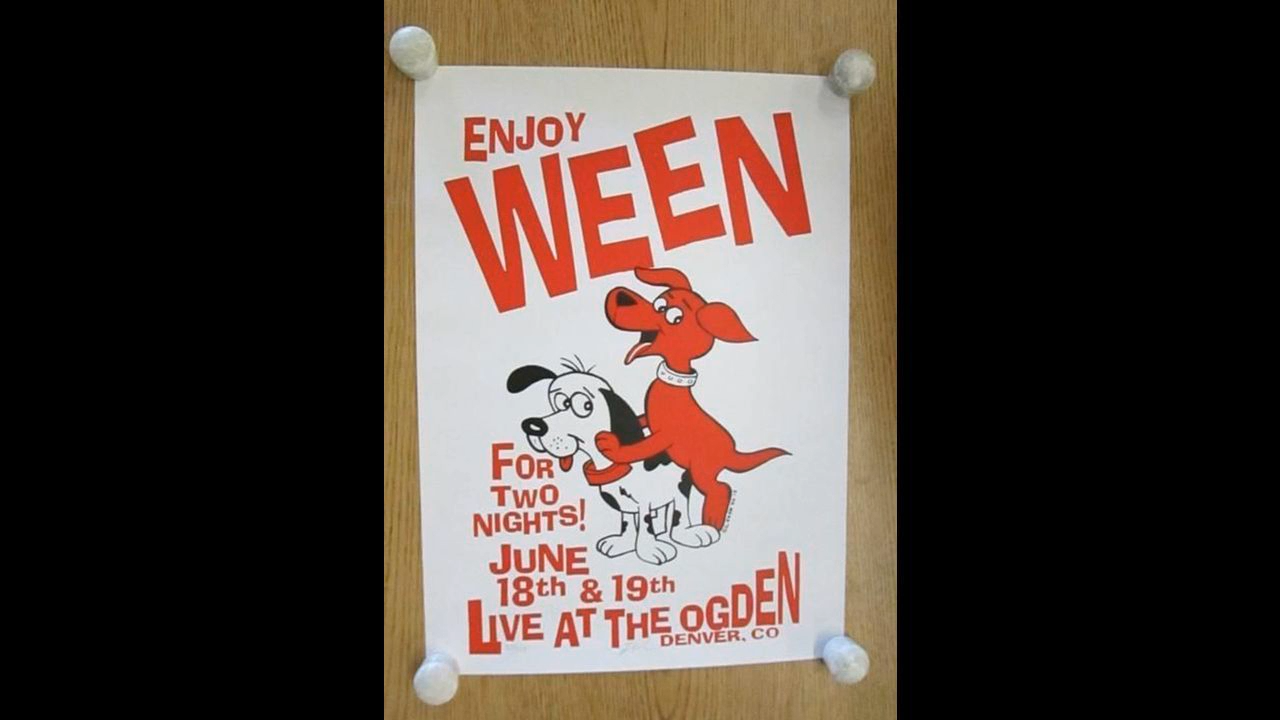 ENJOY
WEEN
FOR
TWO
NIGHTS!
JUNE
18th & 19th
LIVE AT THE OGDEN
DENVER, CO